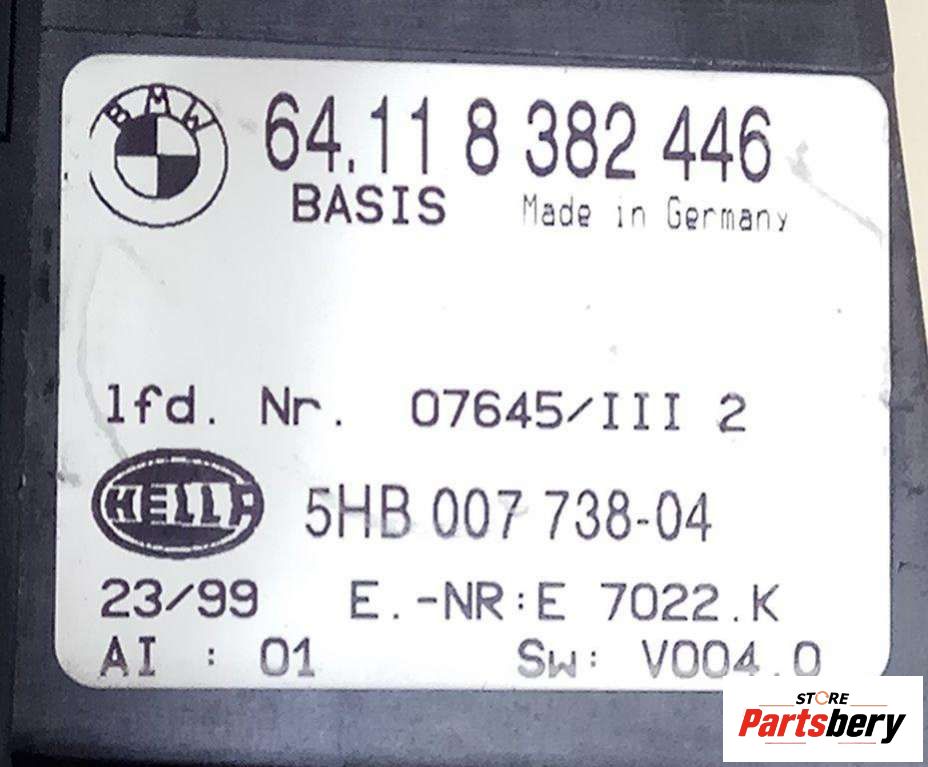 BMW
64.11 8 382 446
BASIS Made in Germany
lfd. Nr. 07645/III 2
HELLA
5HB 007 738-04
23/99 E.-NR:E 7022.K
AI : 01 Sw: V004.0
STORE
Partsbery